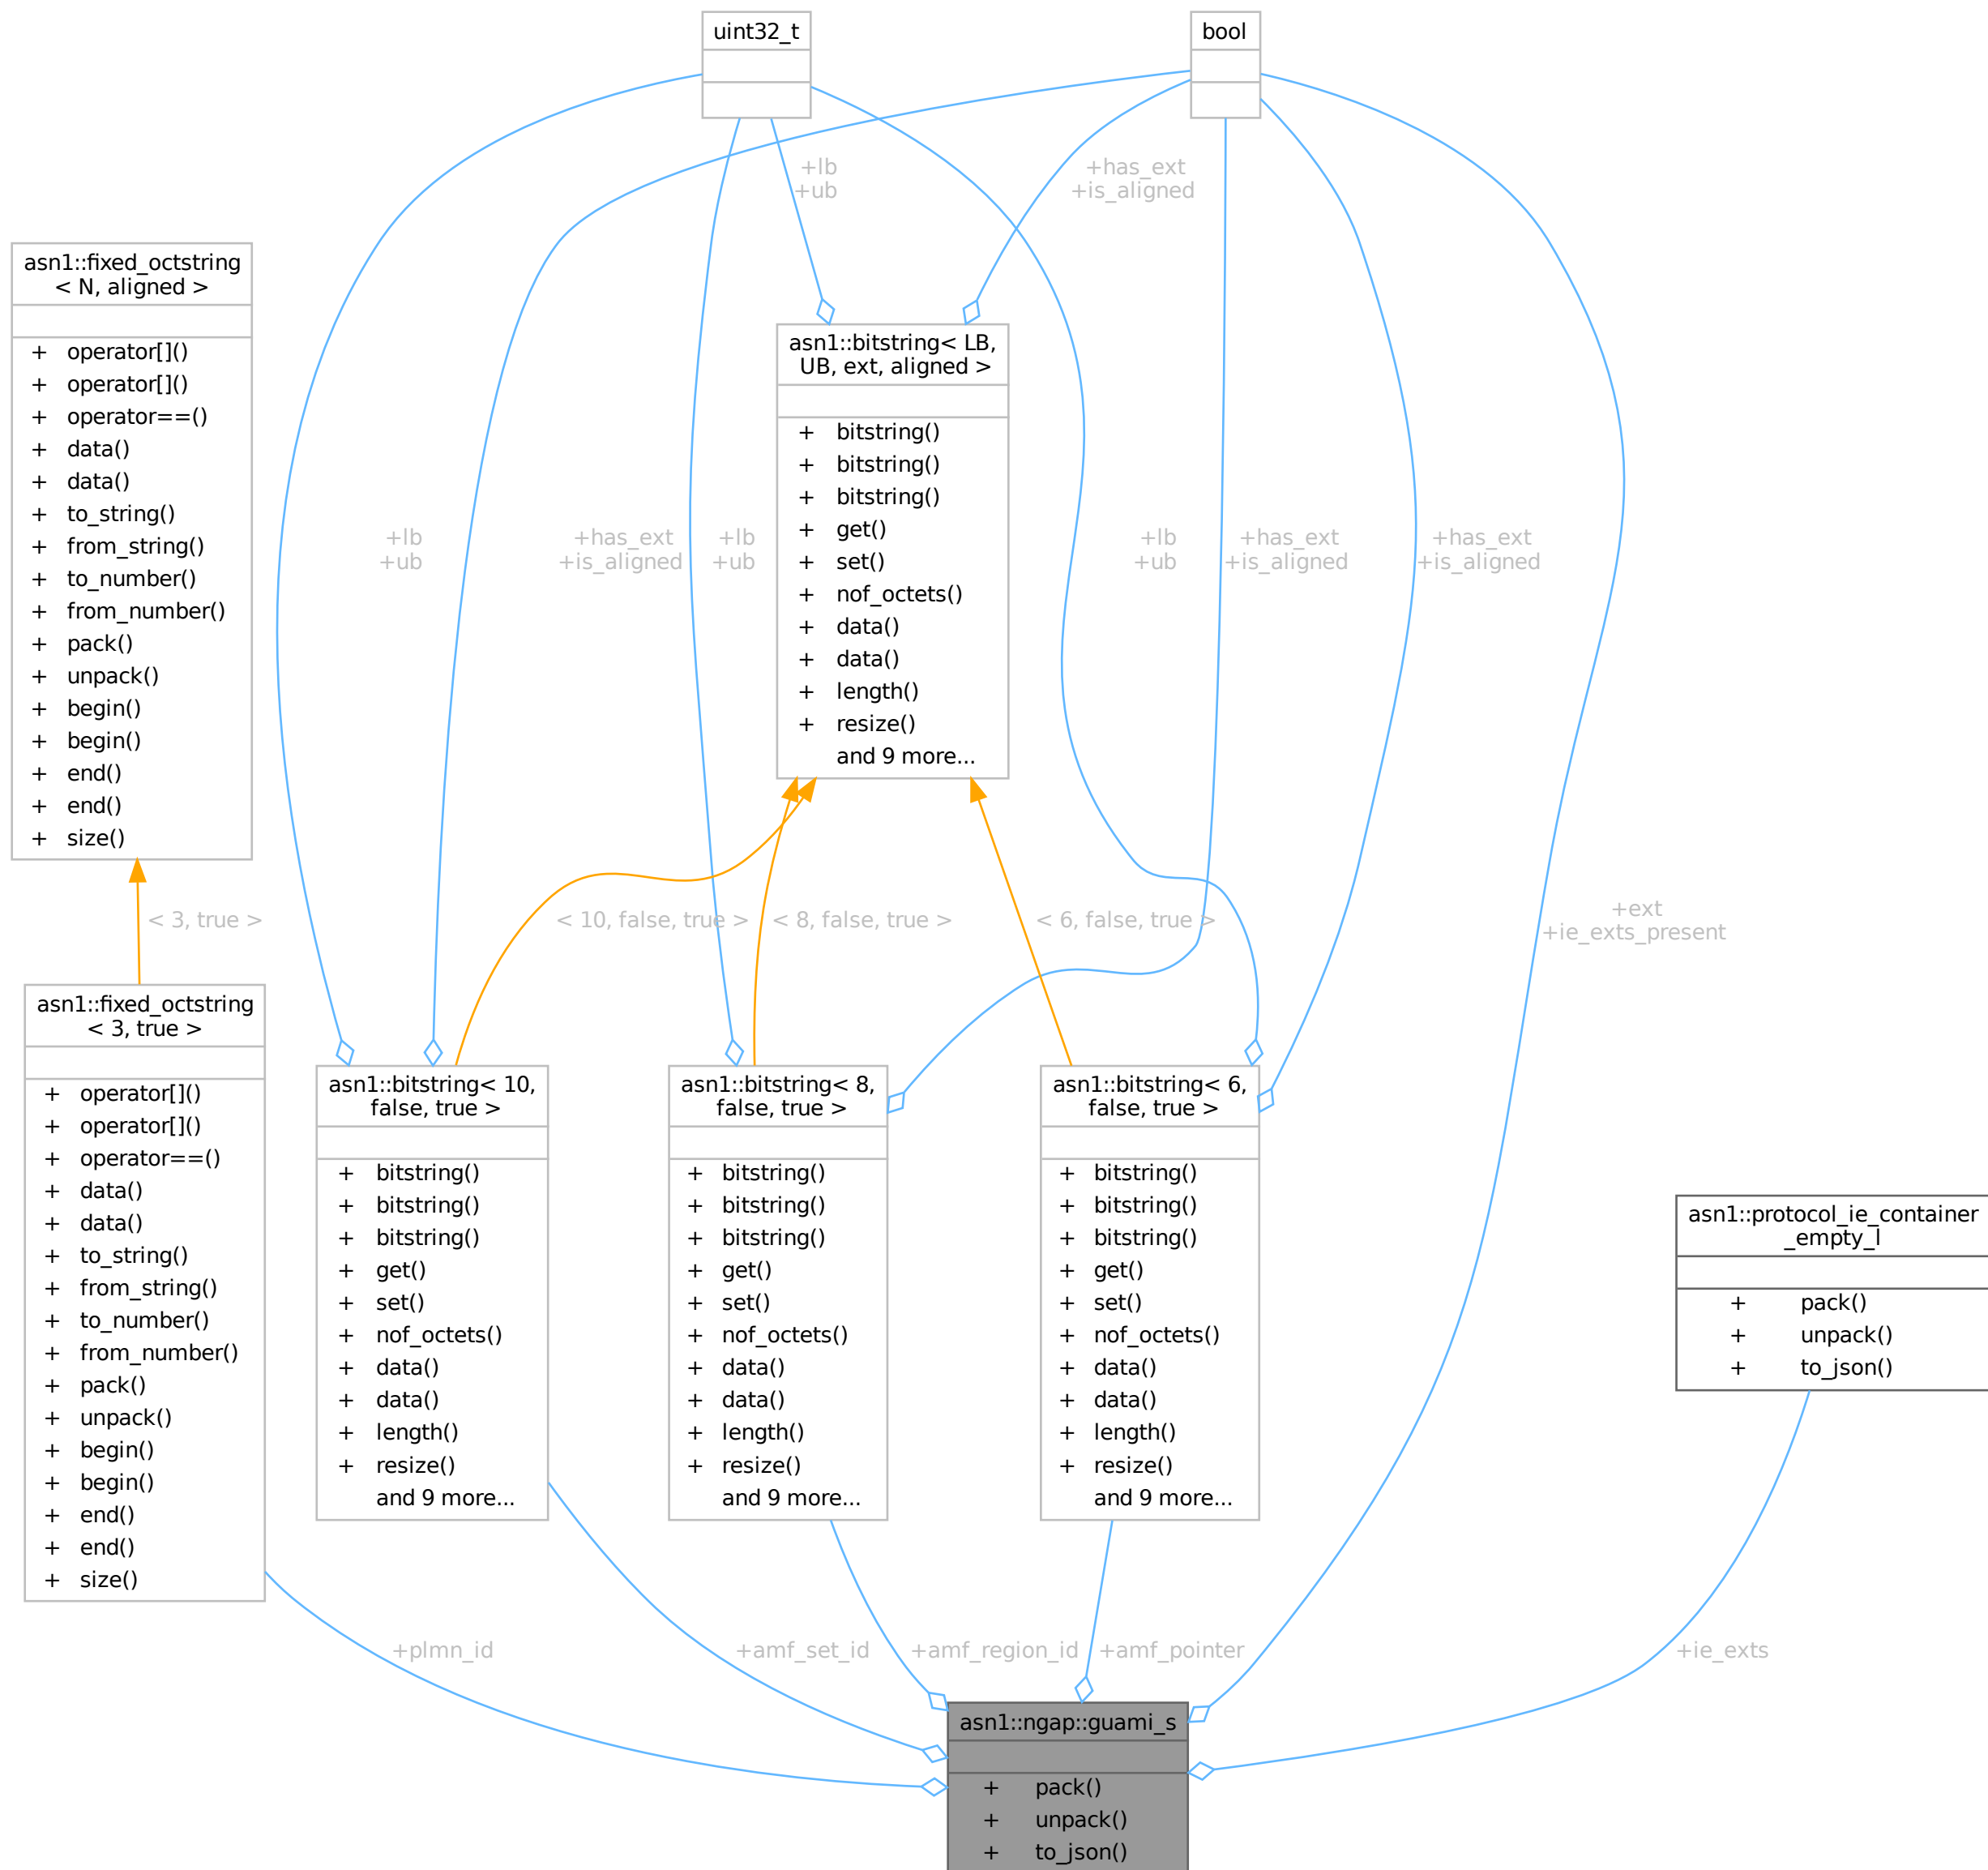 uint32_t
bool
+lb
+ub
+has_ext
+is_aligned
asn1::fixed_octstring
< N, aligned >
+ operator[]()
+ operator[]()
+ operator==()
+ data()
+ data()
+ to_string()
+ from_string()
+ to_number()
+ from_number()
+ pack()
+ unpack()
+ begin()
+ begin()
+ end()
+ end()
+ size()
asn1::bitstring< LB,
UB, ext, aligned >
+ bitstring()
+ bitstring()
+ bitstring()
+ get()
+ set()
+ nof_octets()
+ data()
+ data()
+ length()
+ resize()
and 9 more...
+lb
+ub
+has_ext
+is_aligned
+lb
+ub
+lb
+ub
+has_ext
+is_aligned
+has_ext
+is_aligned
< 3, true >
< 10, false, true >
< 8, false, true >
< 6, false, true >
+ext
+ie_exts_present
asn1::fixed_octstring
< 3, true >
+ operator[]()
+ operator[]()
+ operator==()
+ data()
+ data()
+ to_string()
+ from_string()
+ to_number()
+ from_number()
+ pack()
+ unpack()
+ begin()
+ begin()
+ end()
+ end()
+ size()
asn1::bitstring< 10,
false, true >
+ bitstring()
+ bitstring()
+ bitstring()
+ get()
+ set()
+ nof_octets()
+ data()
+ data()
+ length()
+ resize()
and 9 more...
asn1::bitstring< 8,
false, true >
+ bitstring()
+ bitstring()
+ bitstring()
+ get()
+ set()
+ nof_octets()
+ data()
+ data()
+ length()
+ resize()
and 9 more...
asn1::bitstring< 6,
false, true >
+ bitstring()
+ bitstring()
+ bitstring()
+ get()
+ set()
+ nof_octets()
+ data()
+ data()
+ length()
+ resize()
and 9 more...
asn1::protocol_ie_container
_empty_l
+ pack()
+ unpack()
+ to_json()
+plmn_id
+amf_set_id
+amf_region_id
+amf_pointer
+ie_exts
asn1::ngap::guami_s
+ pack()
+ unpack()
+ to_json()